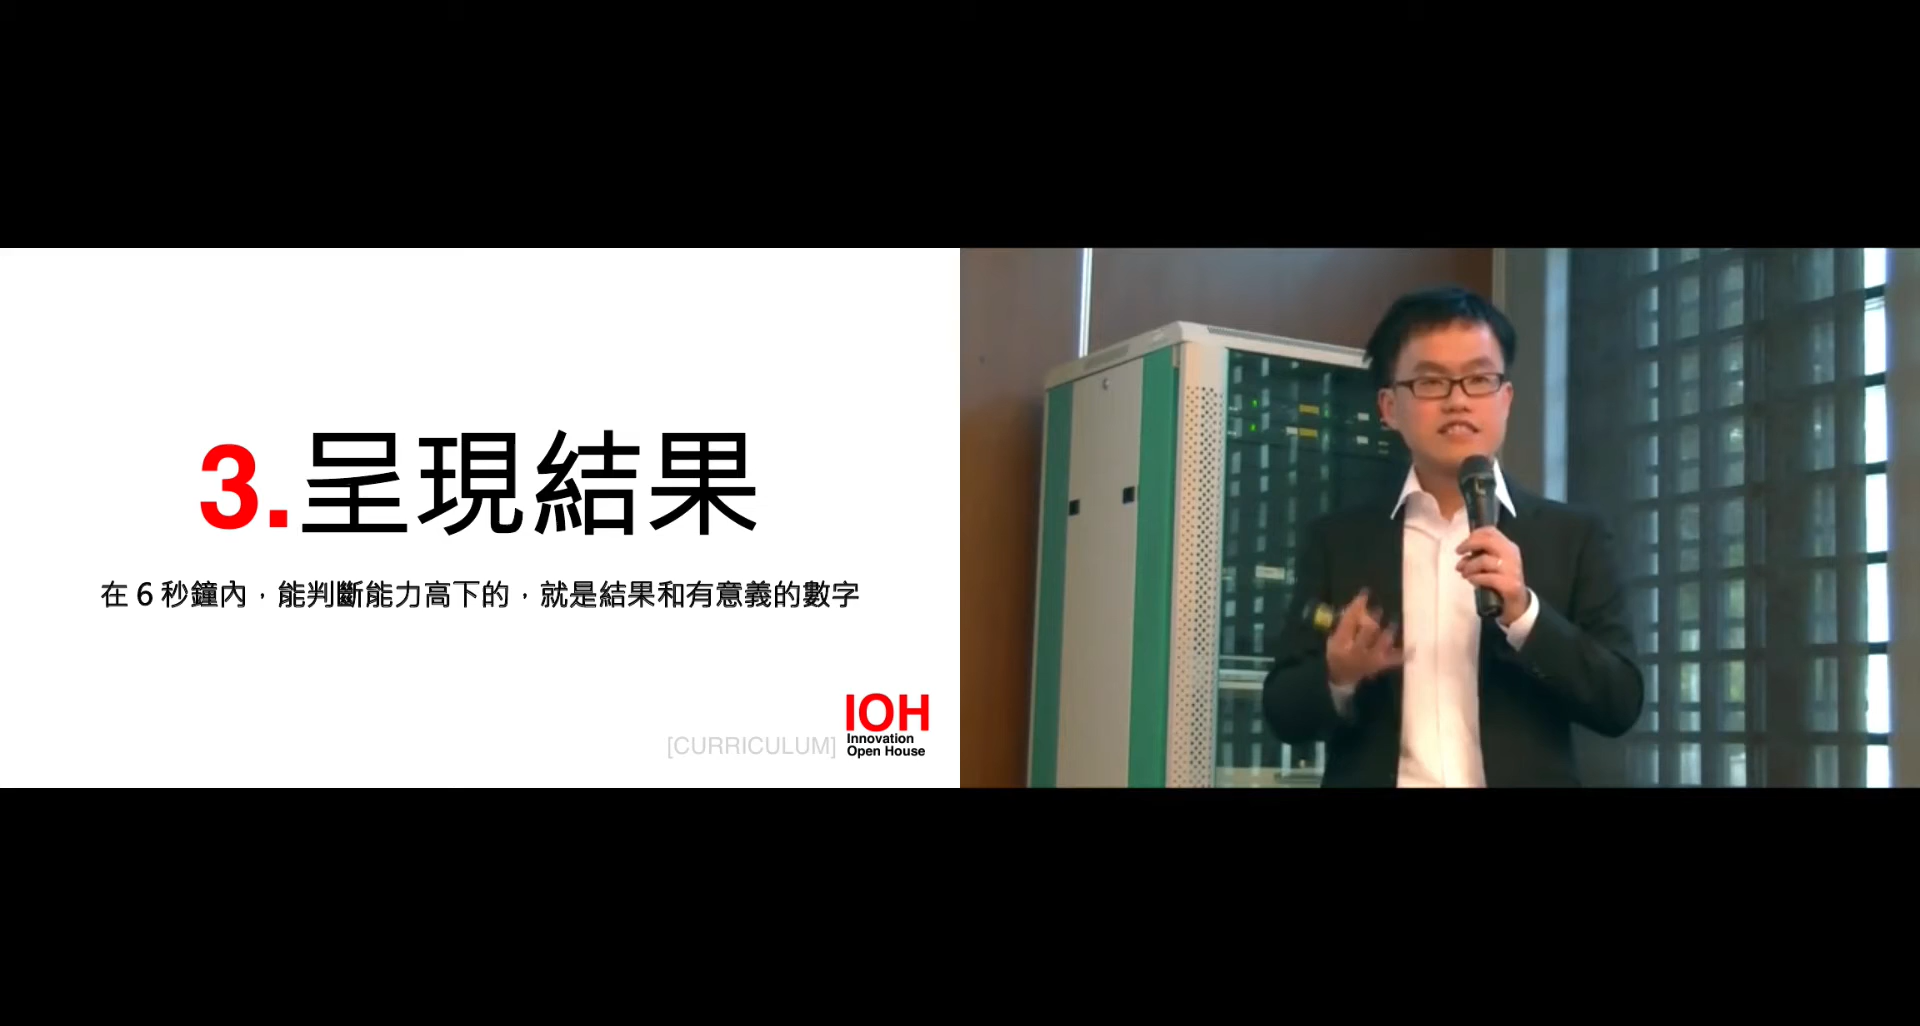 3.呈現結果
在 6 秒鐘內，能判斷能力高下的，就是結果和有意義的數字
[CURRICULUM]
IOH
Innovation
Open House